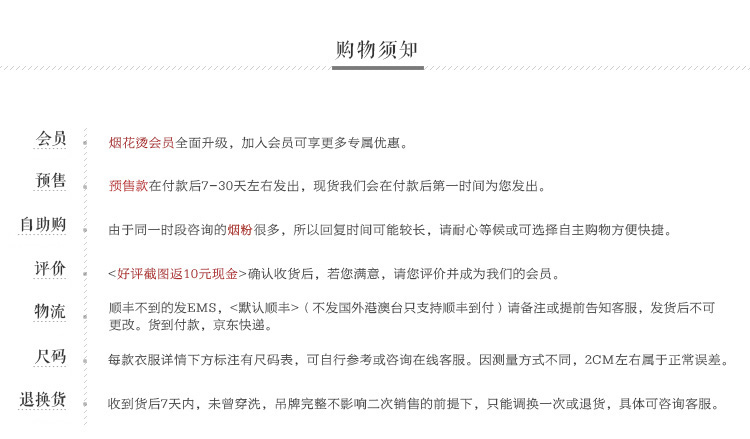 购物须知
会员
烟花烫会员全面升级，加入会员可享更多专属优惠。
预售
预售款在付款后7-30天左右发出，现货我们会在付款后第一时间为您发出。
自助购
由于同一时段咨询的烟粉很多，所以回复时间可能较长，请耐心等候或可选择自主购物方便快捷。
评价
<好评截图返10元现金>确认收货后，若您满意，请您评价并成为我们的会员。
物流
顺丰不到的发EMS，<默认顺丰>（不发国外港澳台只支持顺丰到付）请备注或提前告知客服，发货后不可
更改。货到付款，京东快递。
尺码
每款衣服详情下方标注有尺码表，可自行参考或咨询在线客服。因测量方式不同，2CM左右属于正常误差。
退换货
收到货后7天内，未曾穿洗，吊牌完整不影响二次销售的前提下，只能调换一次或退货，具体可咨询客服。